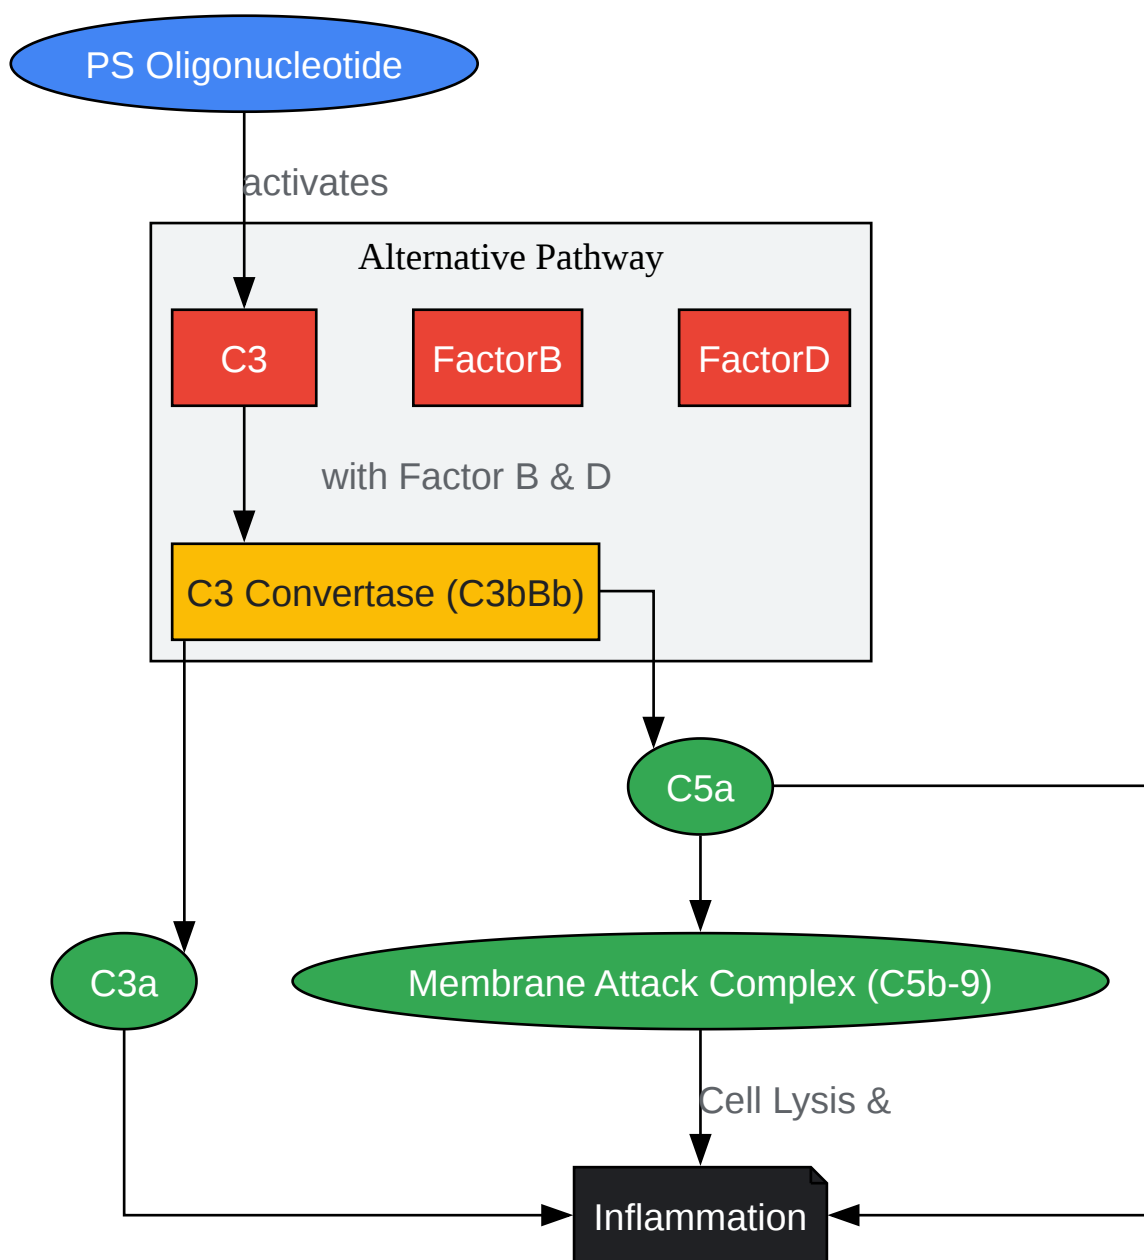 PS Oligonucleotide
activates
Alternative Pathway
C3
FactorB
FactorD
with Factor B & D
C3 Convertase (C3bBb)
C5a
C3a
Membrane Attack Complex (C5b-9)
Cell Lysis &
Inflammation